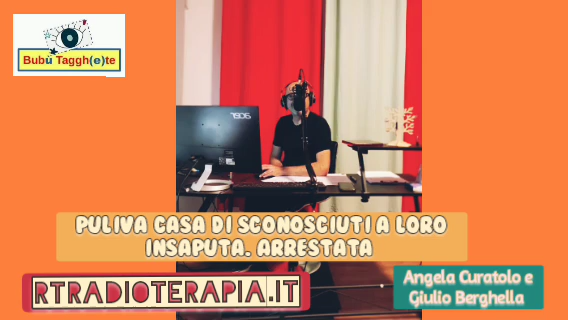 Bubù Taggh(e)te
PULIVA CASA DI SCONOSCIUTI A LORO
INSAPUTA. ARRESTATA
RTRADIOTERAPIA.IT
Angela Curatolo e
Giulio Berghella